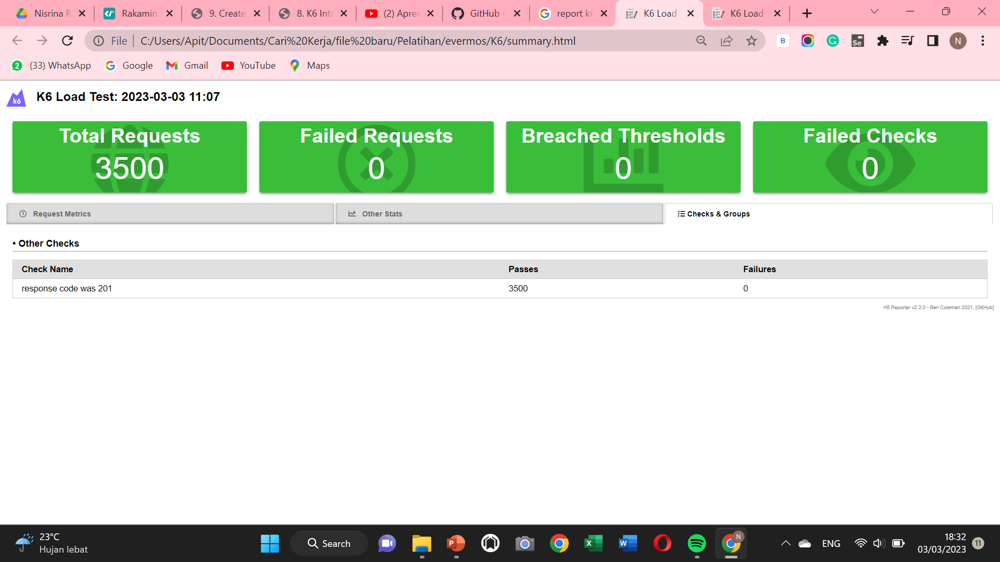 Nisrina R
Rakamin
9. Create
8. K6 Intr
(2) Apree
GitHub -
report k6
K6 Load
K6 Load
File
C:/Users/Apit/Documents/Cari%20Kerja/file%20baru/Pelatihan/evermos/K6/summary.html
B
Se
N
2
(33) WhatsApp
Google
Gmail
YouTube
Maps
k6
K6 Load Test: 2023-03-03 11:07
Total Requests
3500
Failed Requests
0
Breached Thresholds
0
Failed Checks
0
Request Metrics
Other Stats
Checks & Groups
• Other Checks
Check Name Passes Failures
response code was 201 3500 0
K6 Reporter v2.3.0 - Ben Coleman 2021, [GitHub]
23°C
Hujan lebat
Search
P
X
W
N
ENG
18:32
03/03/2023
11